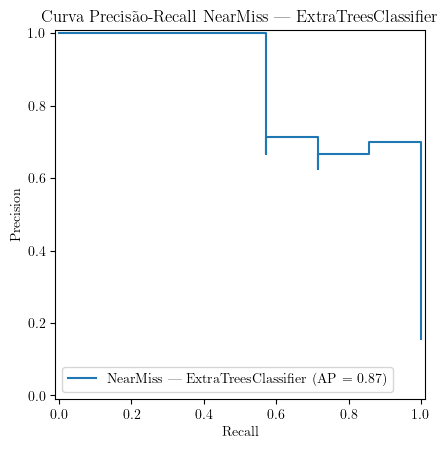 Curva Precisão-Recall NearMiss — ExtraTreesClassifier
1.0
0.8
0.6
0.4
0.2
0.0
Precision
NearMiss — ExtraTreesClassifier (AP = 0.87)
0.0 0.2 0.4 0.6 0.8 1.0
Recall